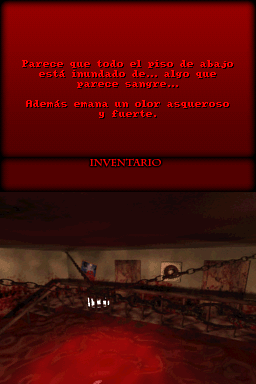 Parece que todo el piso de abajo
está inundado de... algo que
parece sangre...
Además emana un olor asqueroso
y fuerte.
INVENTARIO